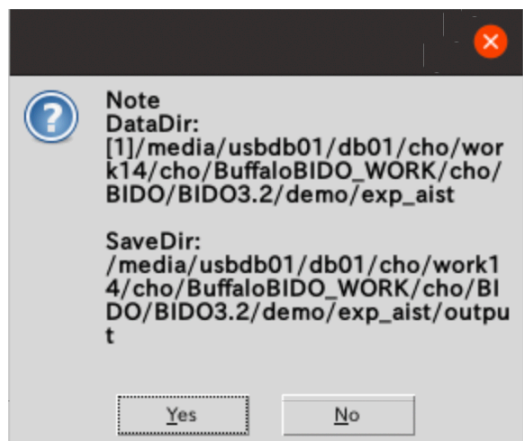 Note
DataDir:
[1]/media/usbdb01/db01/cho/wor
k14/cho/BuffaloBIDO_WORK/cho/
BIDO/BIDO3.2/demo/exp_aist
SaveDir:
/media/usbdb01/db01/cho/work1
4/cho/BuffaloBIDO_WORK/cho/BI
DO/BIDO3.2/demo/exp_aist/outpu
t
Yes No